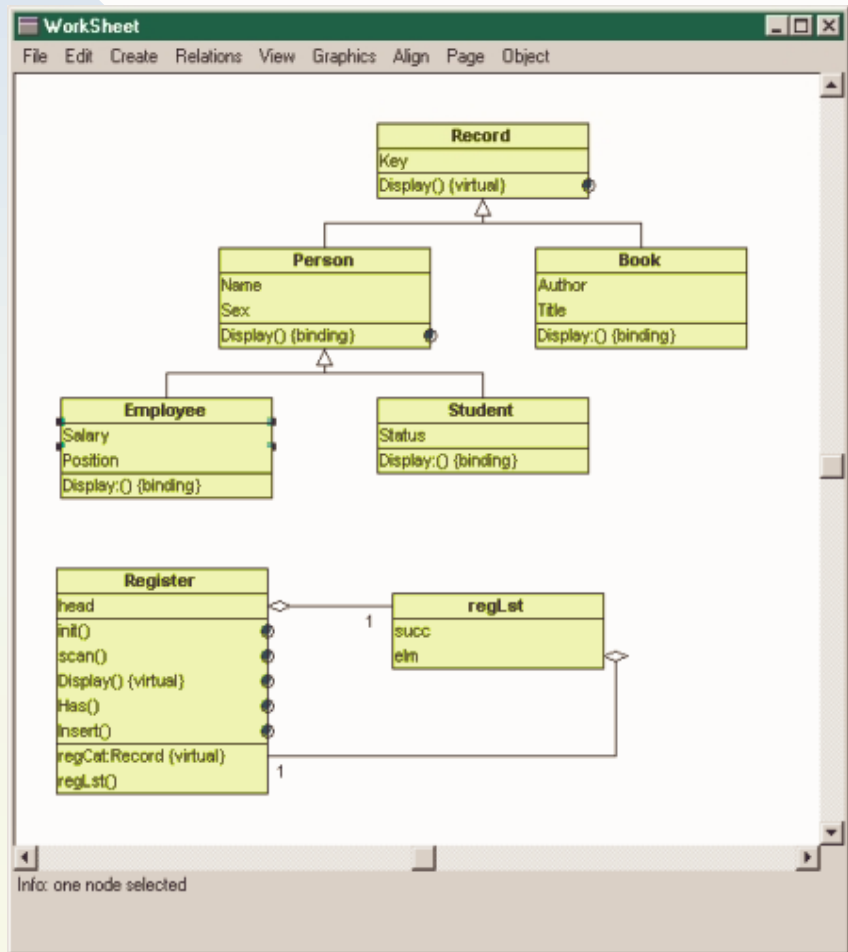 WorkSheet
File Edit Create Relations View Graphics Align Page Object
Record
Key
Display() {virtual}
Person
Name
Sex
Display() {binding}
Book
Author
Title
Display:() {binding}
Employee
Salary
Position
Display:() {binding}
Student
Status
Display:() {binding}
Register
head
init()
scan()
Display() {virtual}
Has()
Insert()
regCat:Record {virtual}
regLst()
1
regLst
succ
elm
1
Info: one node selected